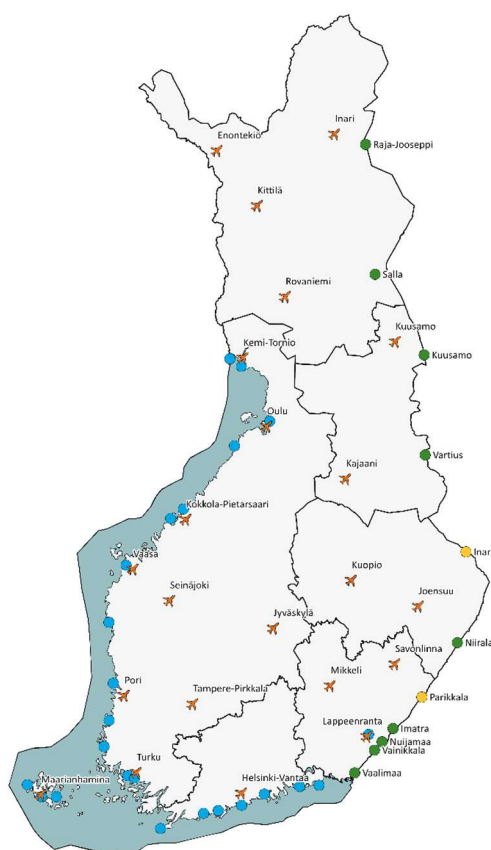 Inari
Enontekiö
Raja-Jooseppi
Kittilä
Salla
Rovaniemi
Kuusamo
Kemi-Tornio
Kuusamo
Oulu
Vartius
Kajaani
Kokkola-Pietarsaari
Inari
Vaasa
Kuopio
Seinäjoki
Joensuu
Jyväskylä
Niirala
Savonlinna
Mikkeli
Pori
Tampere-Pirkkala
Parikkala
Lappeenranta
Imatra
Nuijamaa
Vainikkala
Turku
Vaalimaa
Maarianhamina
Helsinki-Vantaa